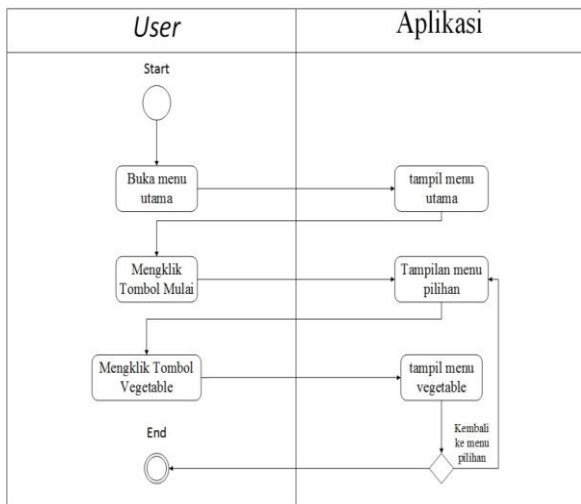 User
Aplikasi
Start
Buka menu
utama
tampil menu
utama
Mengklik
Tombol Mulai
Tampilan menu
pilihan
Mengklik Tombol
Vegetable
tampil menu
vegetable
Kembali
ke menu
pilihan
End